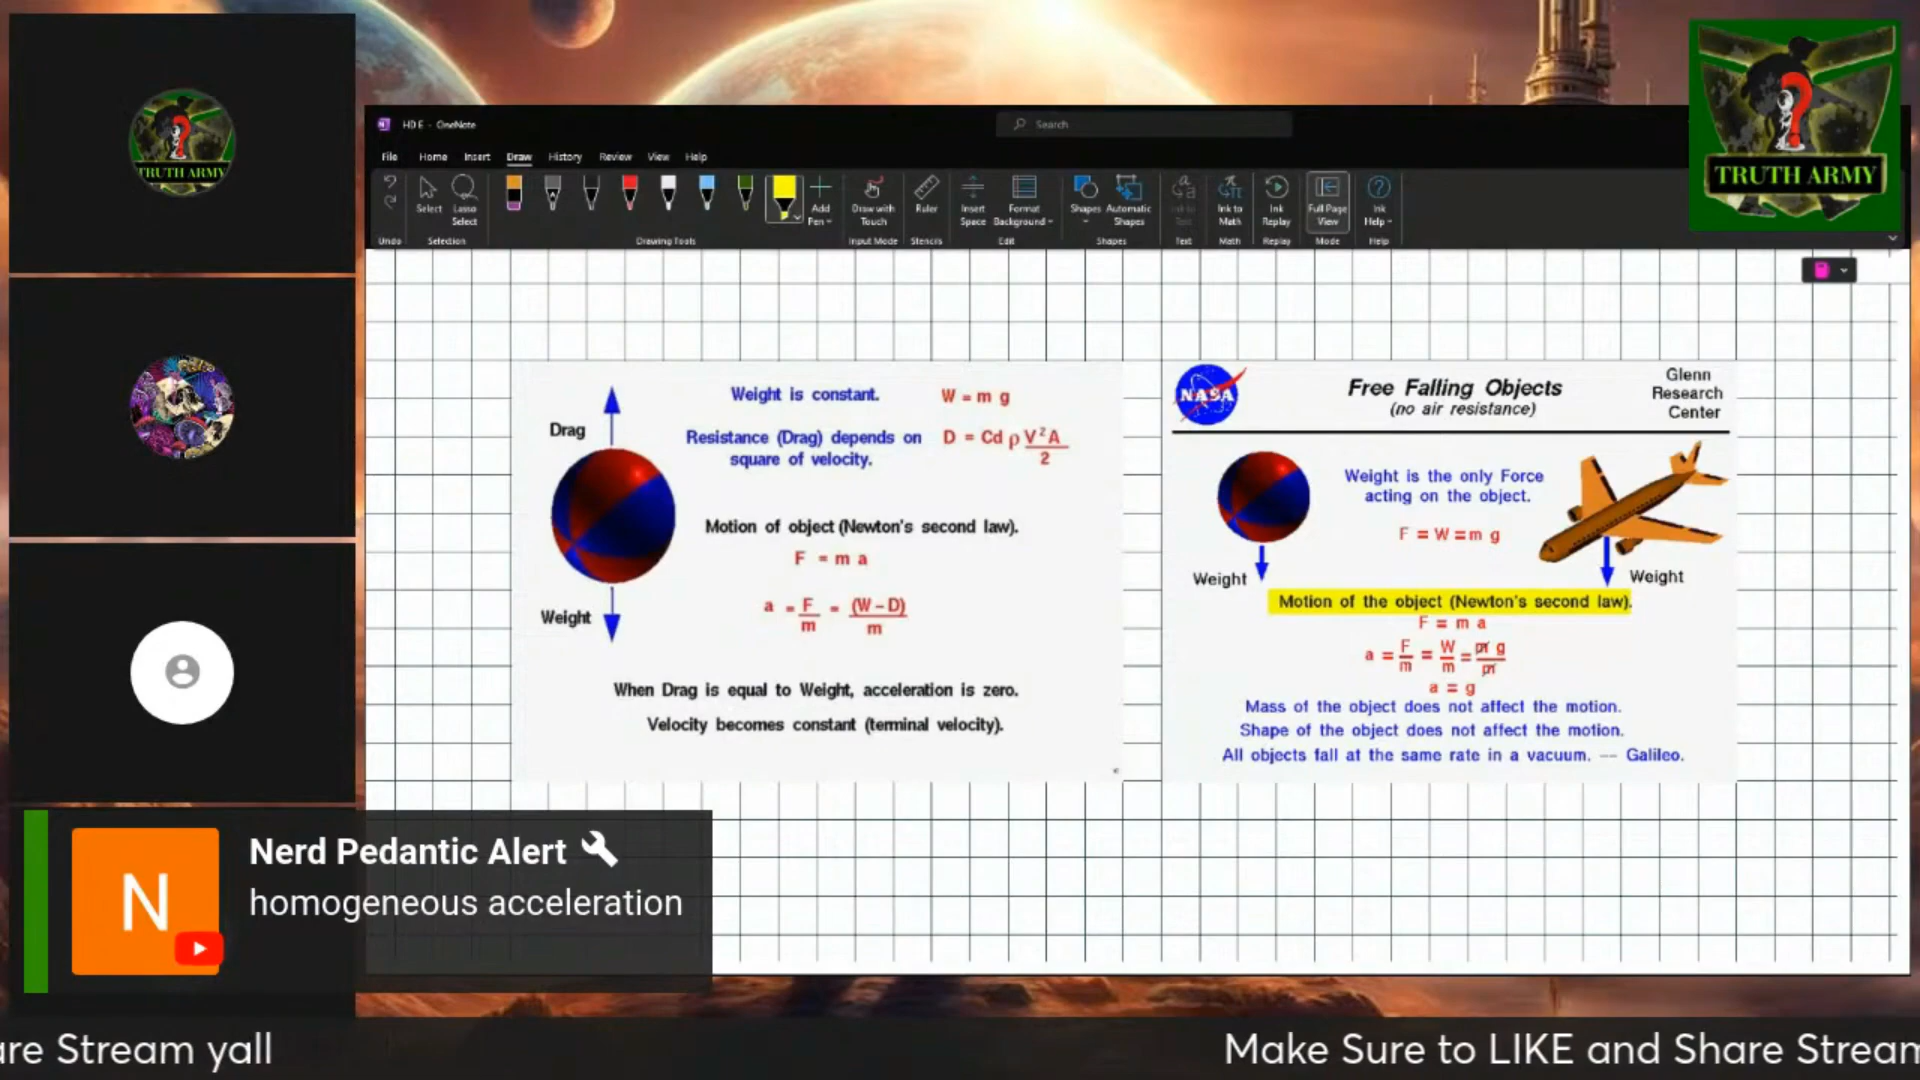 TRUTH ARMY
TRUTH ARMY
HD E - OneNote
Search
File Home Insert Draw History Review View Help
Select
Lasso Select
Add Pen
Draw with Touch
Ruler
Insert Space
Format Background
Shapes
Automatic Shapes
Ink to Text
Ink to Math
Ink Replay
Full Page View
Ink Help
Undo Selection Drawing Tools Input Mode Stencils Edit Shapes Text Math Replay Mode Help
Drag
Weight is constant. W = m g
Resistance (Drag) depends on square of velocity. D = Cd ρ V²A / 2
Motion of object (Newton's second law).
F = m a
a = F/m = (W – D)/m
Weight
When Drag is equal to Weight, acceleration is zero.
Velocity becomes constant (terminal velocity).
NASA
Free Falling Objects
(no air resistance)
Glenn
Research
Center
Weight is the only Force
acting on the object.
F = W = m g
Weight
Weight
Motion of the object (Newton's second law).
F = m a
a = F/m = W/m = m g/m
a = g
Mass of the object does not affect the motion.
Shape of the object does not affect the motion.
All objects fall at the same rate in a vacuum. -- Galileo.
N
Nerd Pedantic Alert
homogeneous acceleration
are Stream yall
Make Sure to LIKE and Share Stream